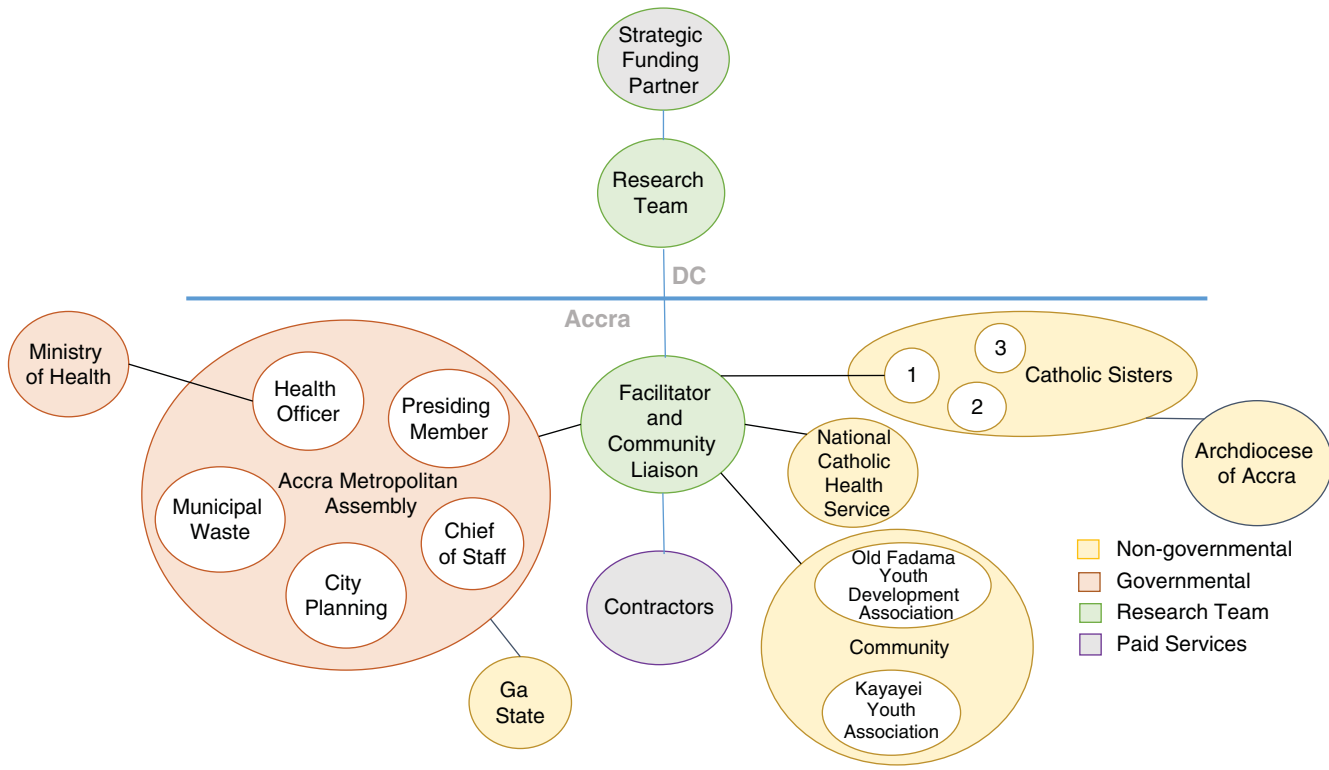 Strategic
Funding
Partner
Research
Team
DC
Accra
Ministry
of Health
Health
Officer
Presiding
Member
Accra Metropolitan
Assembly
Municipal
Waste
Chief
of Staff
City
Planning
Ga
State
Facilitator
and
Community
Liaison
Contractors
1
3
2
Catholic Sisters
National
Catholic
Health
Service
Archdiocese
of Accra
Old Fadama
Youth
Development
Association
Community
Kayayei
Youth
Association
Non-governmental
Governmental
Research Team
Paid Services